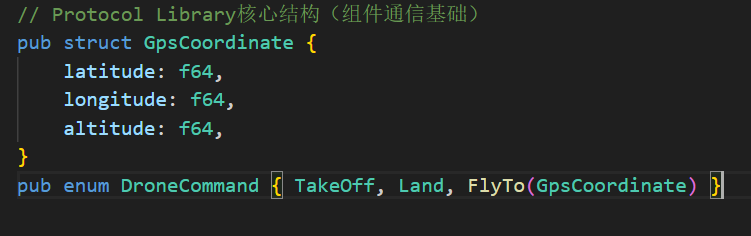 // Protocol Library核心结构（组件通信基础）
pub struct GpsCoordinate {
    latitude: f64,
    longitude: f64,
    altitude: f64,
}
pub enum DroneCommand { TakeOff, Land, FlyTo(GpsCoordinate) }